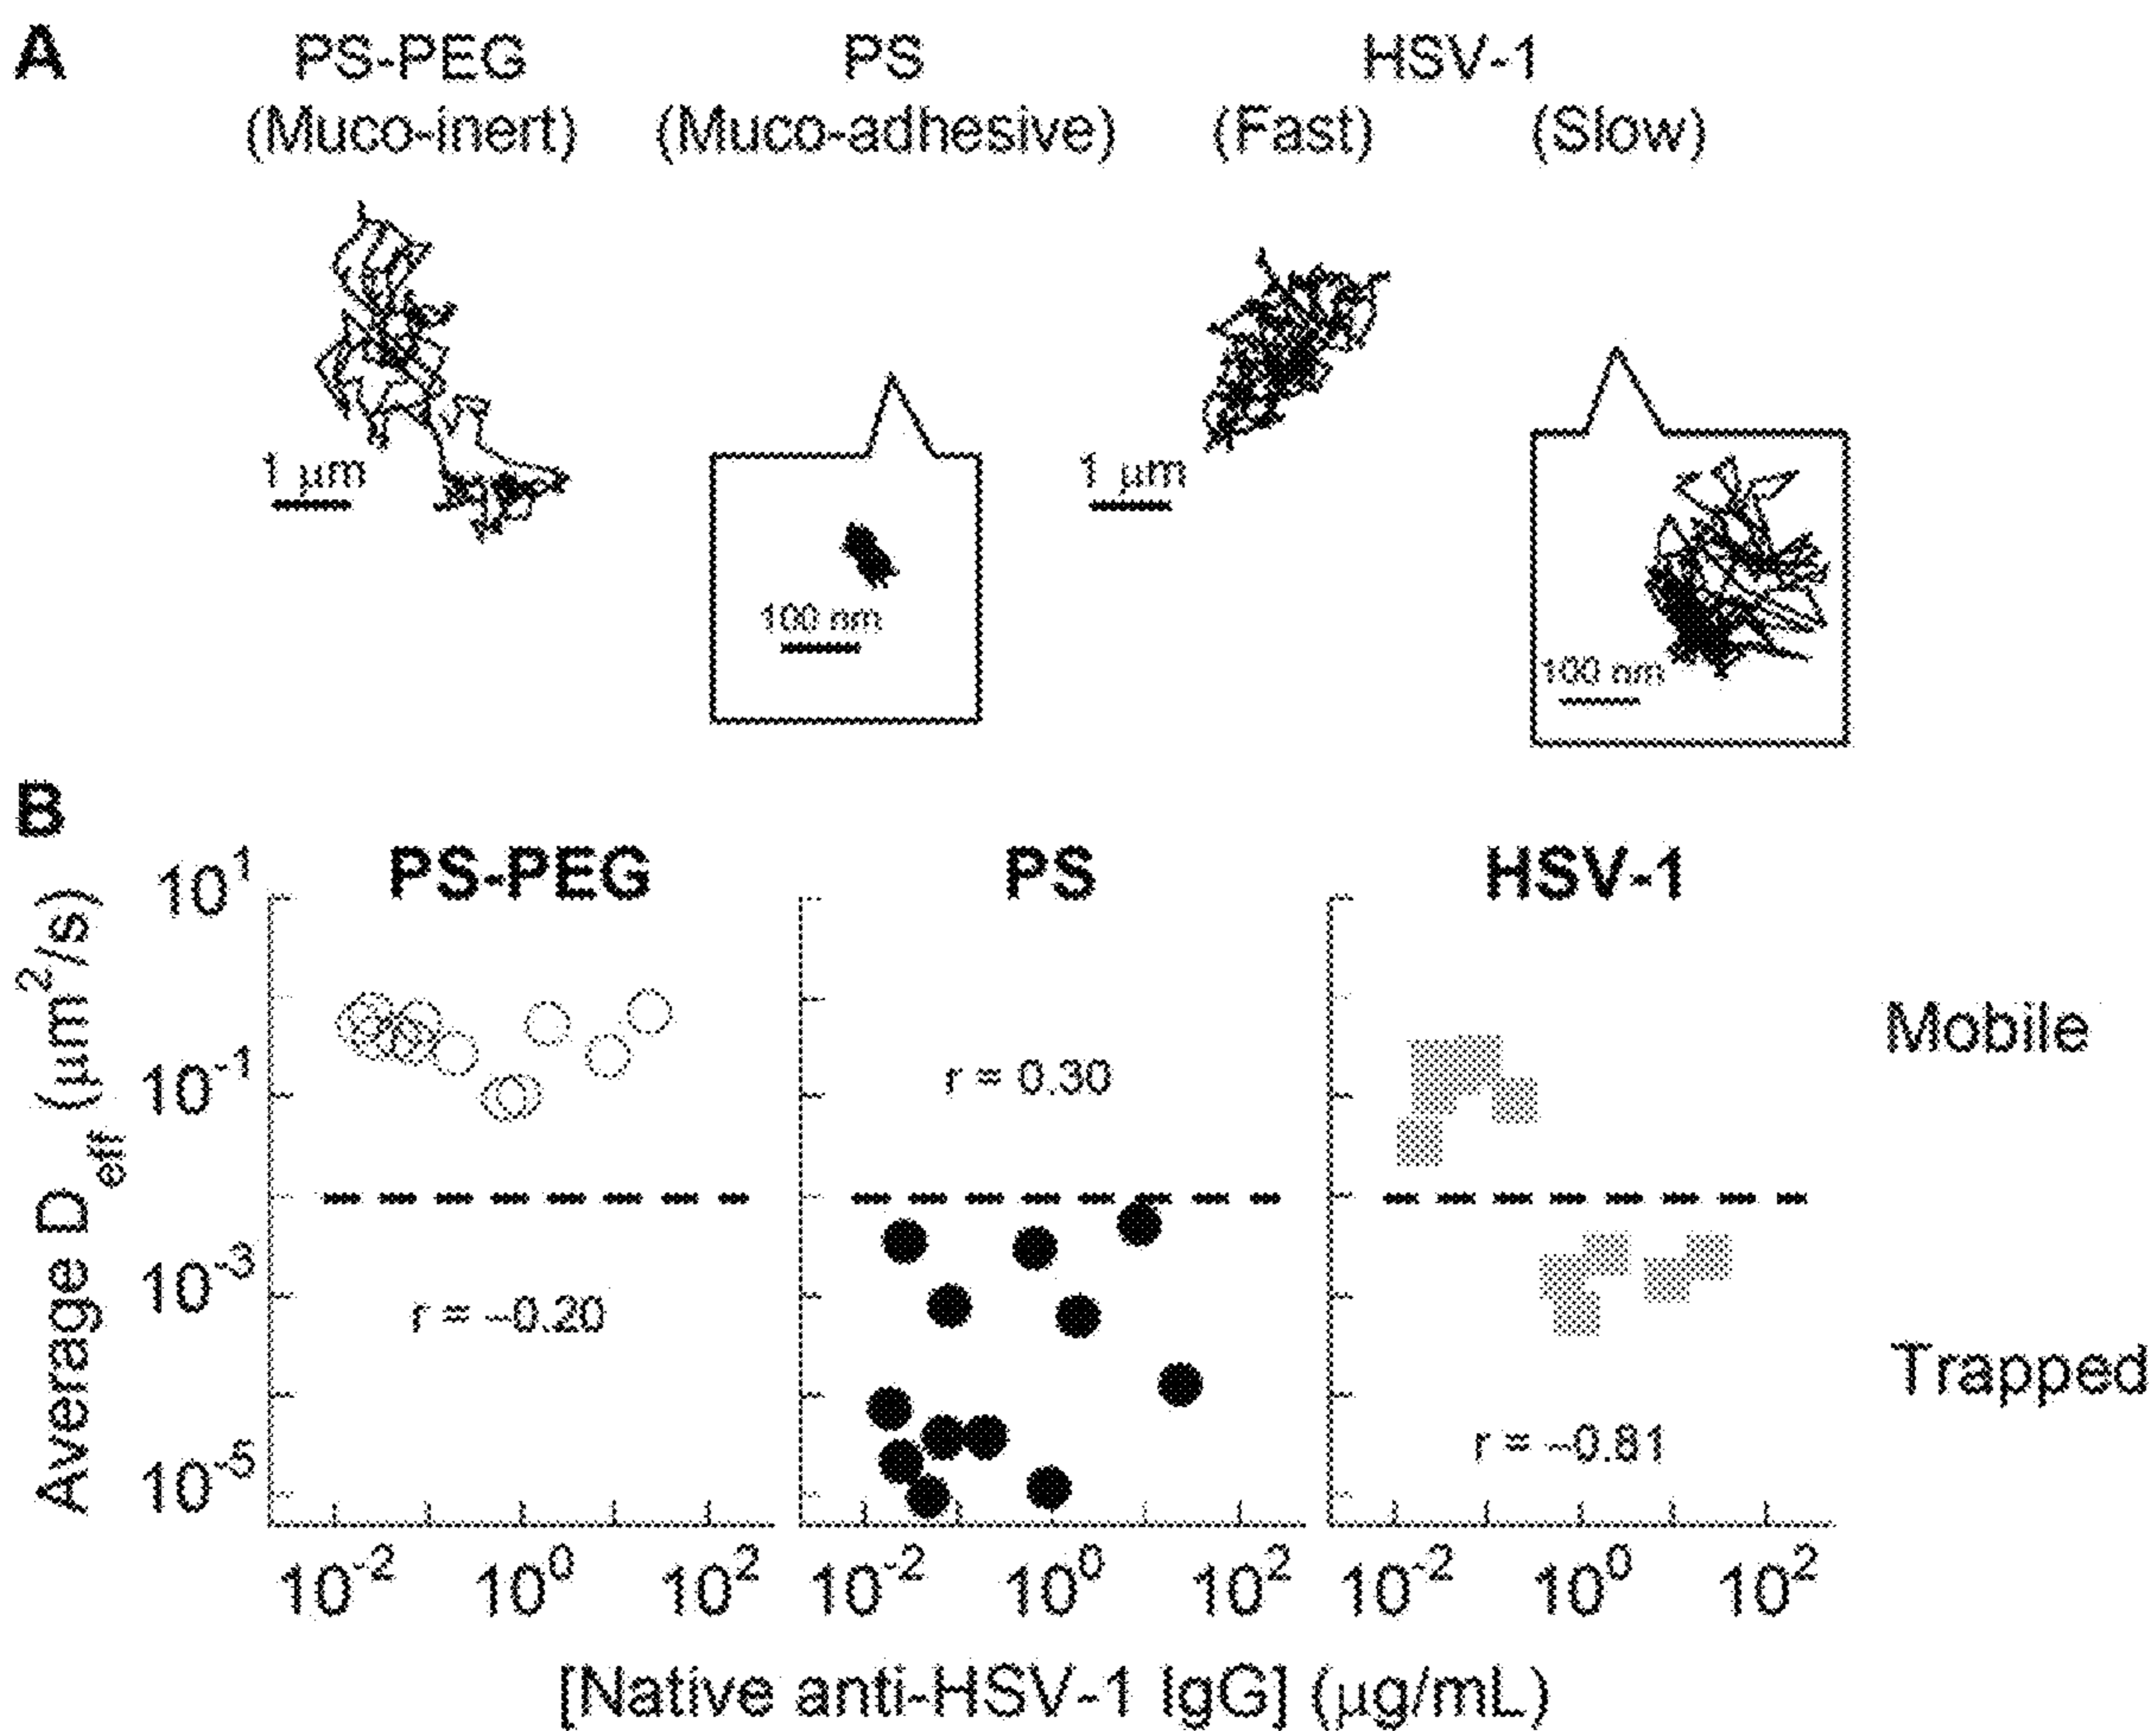 A
PS-PEG
(Muco-inert)
PS
(Muco-adhesive)
HSV-1
(Fast)
(Slow)
1 μm
100 nm
1 μm
100 nm
B
PS-PEG
PS
HSV-1
Average D_eff (μm²/s)
10¹
10⁻¹
10⁻³
10⁻⁵
r = –0.20
r = 0.30
r = –0.81
Mobile
Trapped
10⁻² 10⁰ 10² 10⁻² 10⁰ 10² 10⁻² 10⁰ 10²
[Native anti-HSV-1 IgG] (μg/mL)